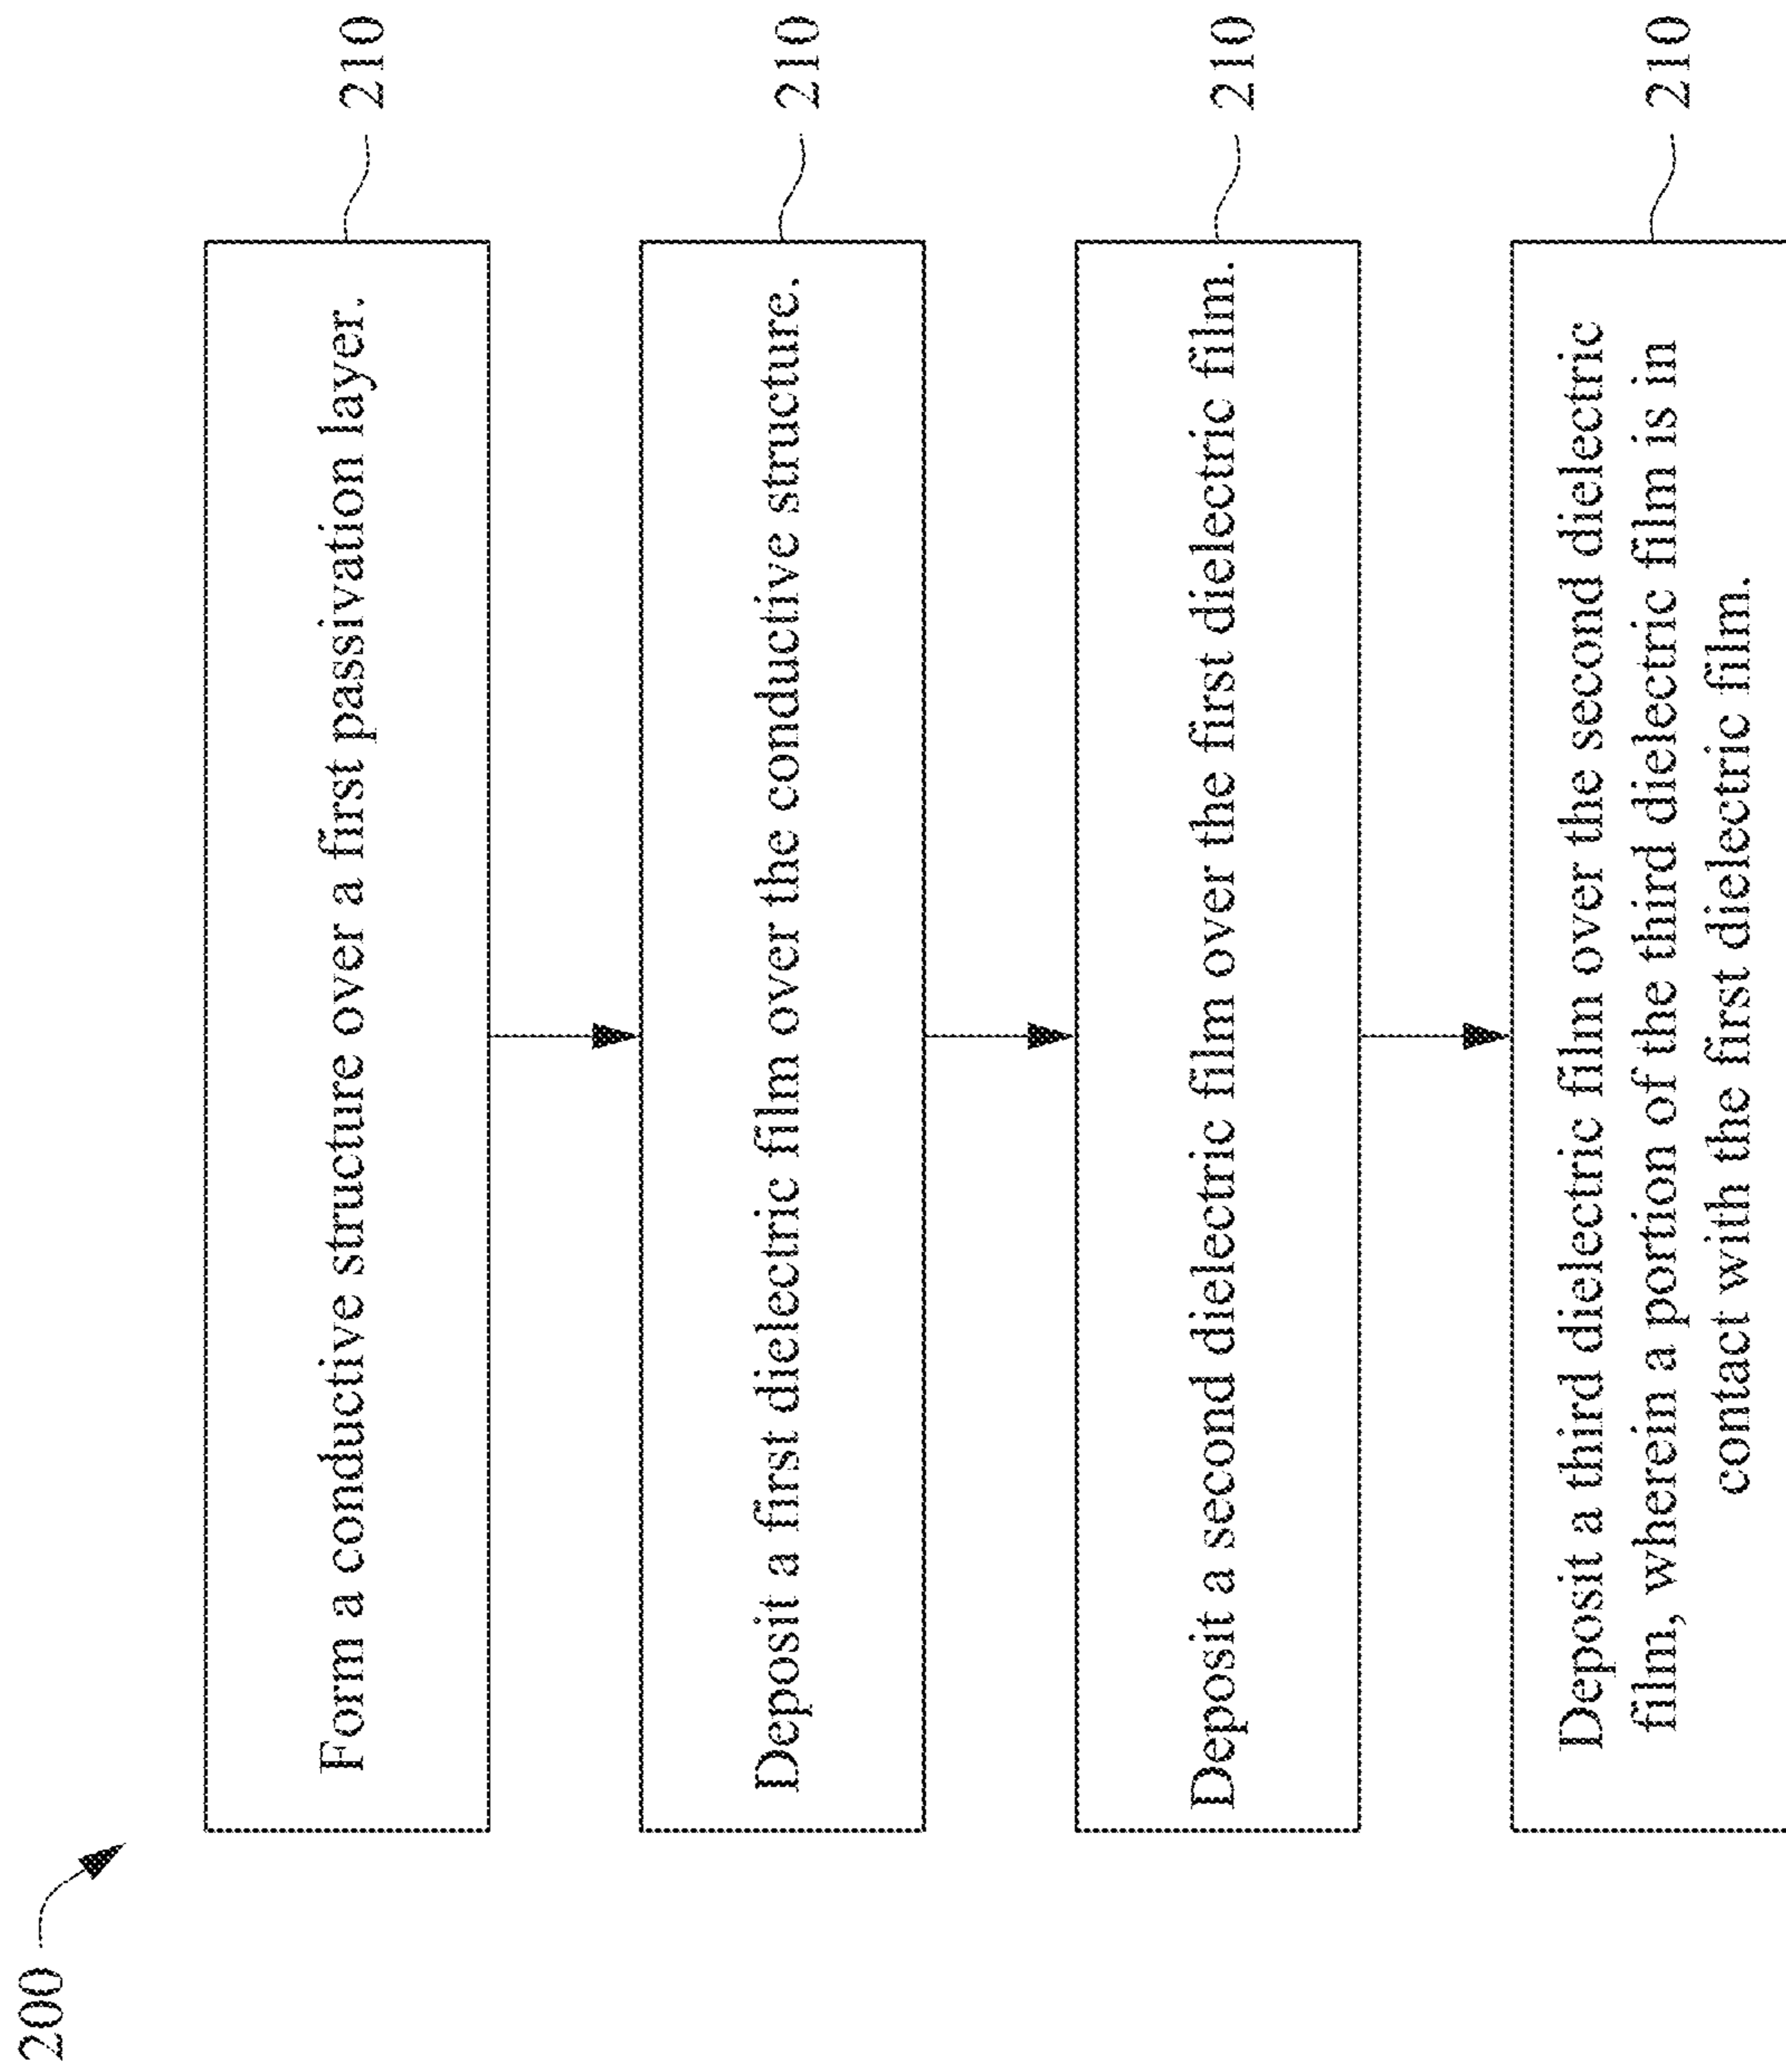 200
Form a conductive structure over a first passivation layer.
210
Deposit a first dielectric film over the conductive structure.
210
Deposit a second dielectric film over the first dielectric film.
210
Deposit a third dielectric film over the second dielectric
film, wherein a portion of the third dielectric film is in
contact with the first dielectric film.
210